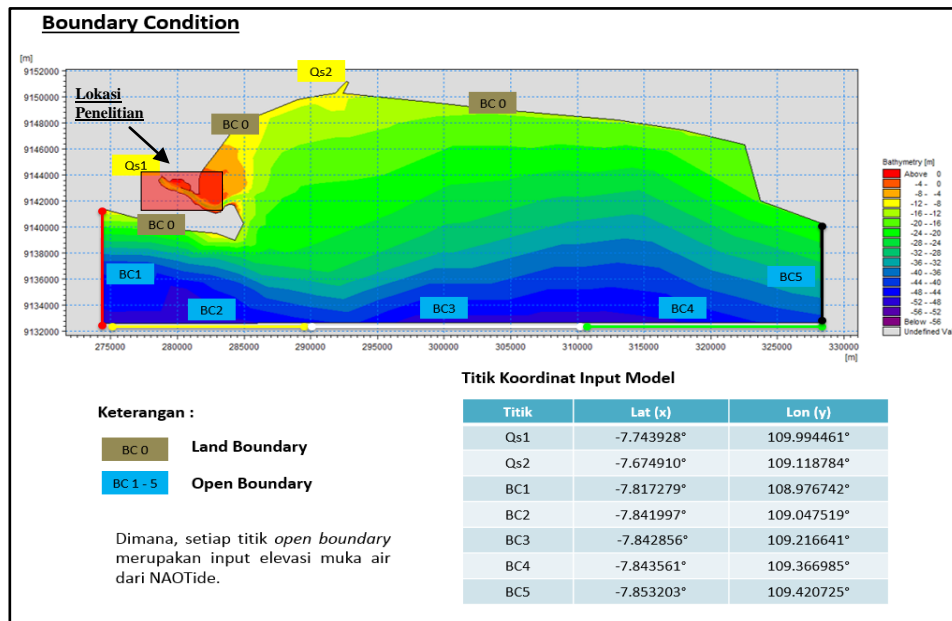 Boundary Condition
[m]
9152000
9150000
9148000
9146000
9144000
9142000
9140000
9138000
9136000
9134000
9132000
Qs2
Lokasi
Penelitian
BC 0
BC 0
Qs1
BC 0
BC1
BC2
BC3
BC4
BC5
275000 280000 285000 290000 295000 300000 305000 310000 315000 320000 325000 330000
[m]
Bathymetry [m]
Above 0
-4 - 0
-8 - -4
-12 - -8
-16 - -12
-20 - -16
-24 - -20
-28 - -24
-32 - -28
-36 - -32
-40 - -36
-44 - -40
-48 - -44
-52 - -48
-56 - -52
Below -56
Undefined Va
Keterangan :
BC 0 Land Boundary
BC 1 - 5 Open Boundary
Dimana, setiap titik open boundary
merupakan input elevasi muka air
dari NAOTide.
Titik Koordinat Input Model
Titik Lat (x) Lon (y)
Qs1 -7.743928° 109.994461°
Qs2 -7.674910° 109.118784°
BC1 -7.817279° 108.976742°
BC2 -7.841997° 109.047519°
BC3 -7.842856° 109.216641°
BC4 -7.843561° 109.366985°
BC5 -7.853203° 109.420725°